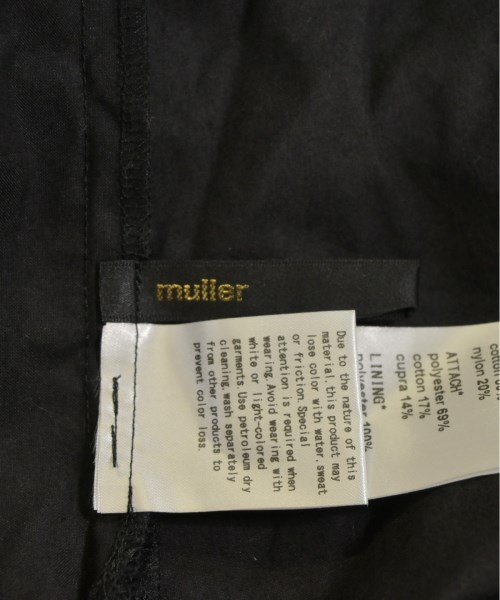 muller
Due to the nature of this
material, this product may
lose color with water, sweat
or friction. Special
attention is required when
wearing. Avoid wearing with
white or light-colored
garments. Use petroleum dry
cleaning, wash separately
from other products to
prevent color loss.
nylon 20%
ATTACH*
polyester 69%
cotton 17%
cupra 14%
LINING*
polyester 100%